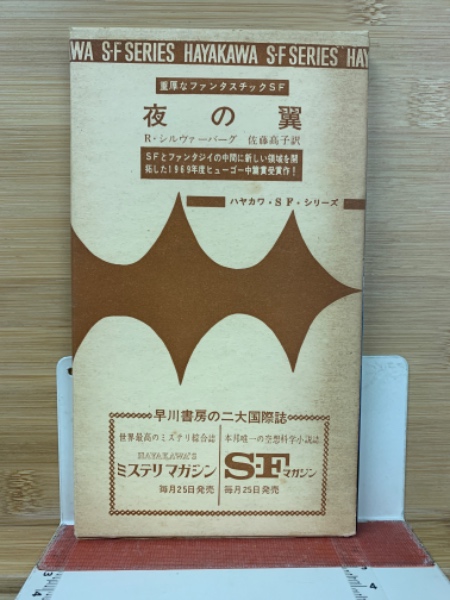 WA S-F SERIES HAYAKAWA S-F SERIES HAY
重厚なファンタスチックSF
夜の翼
R・シルヴァーバーグ 佐藤高子訳
SFとファンタジイの中間に新しい領域を開
拓した1969年度ヒューゴー中篇賞受賞作！
ハヤカワ・SF・シリーズ
早川書房の二大国際誌
世界最高のミステリ綜合誌
HAYAKAWA'S
ミステリマガジン
毎月25日発売
本邦唯一の空想科学小説誌
S-Fマガジン
毎月25日発売
3
4